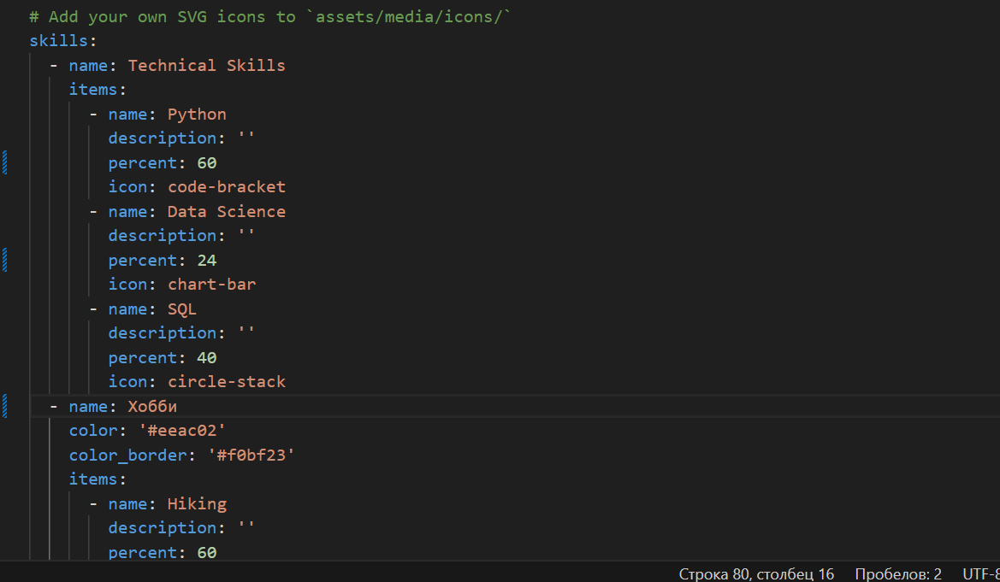 # Add your own SVG icons to `assets/media/icons/`
skills:
  - name: Technical Skills
    items:
      - name: Python
        description: ''
        percent: 60
        icon: code-bracket
      - name: Data Science
        description: ''
        percent: 24
        icon: chart-bar
      - name: SQL
        description: ''
        percent: 40
        icon: circle-stack
  - name: Хобби
    color: '#eeac02'
    color_border: '#f0bf23'
    items:
      - name: Hiking
        description: ''
        percent: 60
Строка 80, столбец 16 Пробелов: 2 UTF-8